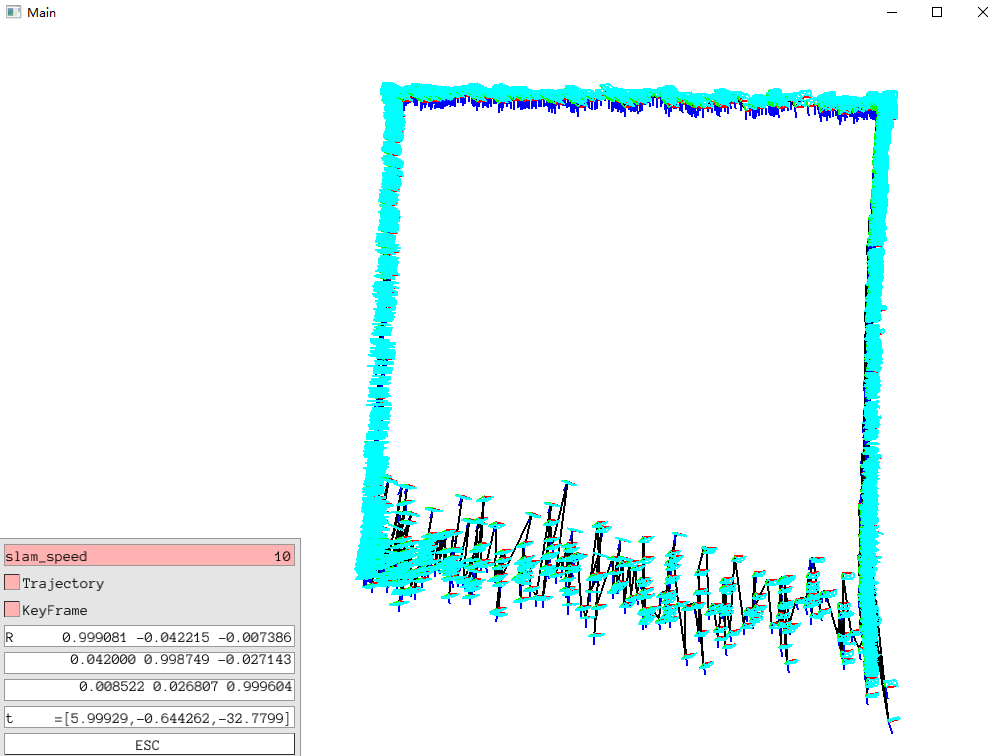 Main
slam_speed 10
Trajectory
KeyFrame
R 0.999081 -0.042215 -0.007386
0.042000 0.998749 -0.027143
0.008522 0.026807 0.999604
t =[5.99929,-0.644262,-32.7799]
ESC